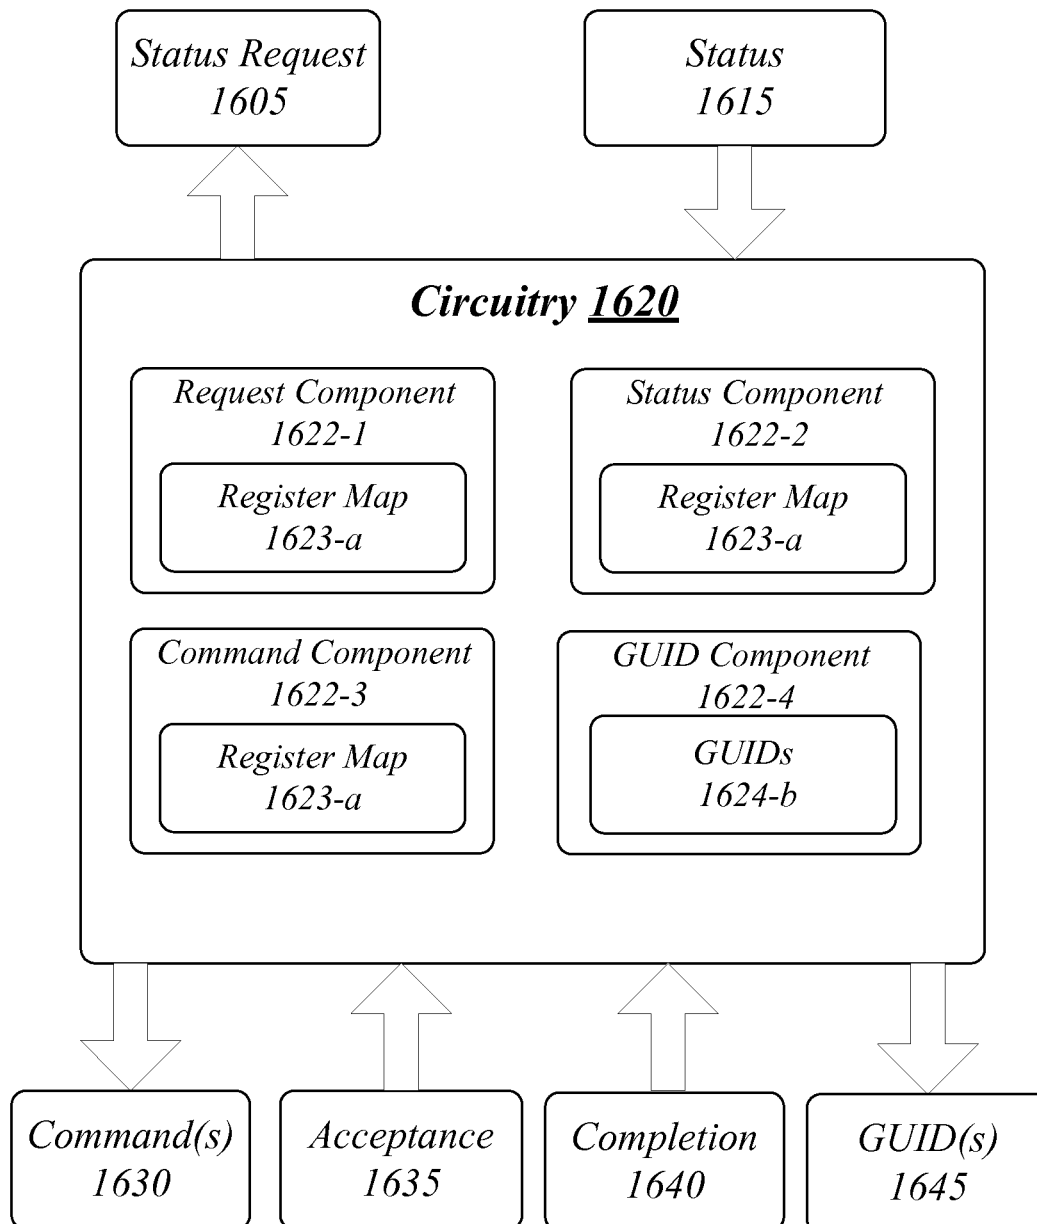 Status Request
1605
Status
1615
Circuitry 1620
Request Component
1622-1
Register Map
1623-a
Status Component
1622-2
Register Map
1623-a
Command Component
1622-3
Register Map
1623-a
GUID Component
1622-4
GUIDs
1624-b
Command(s)
1630
Acceptance
1635
Completion
1640
GUID(s)
1645